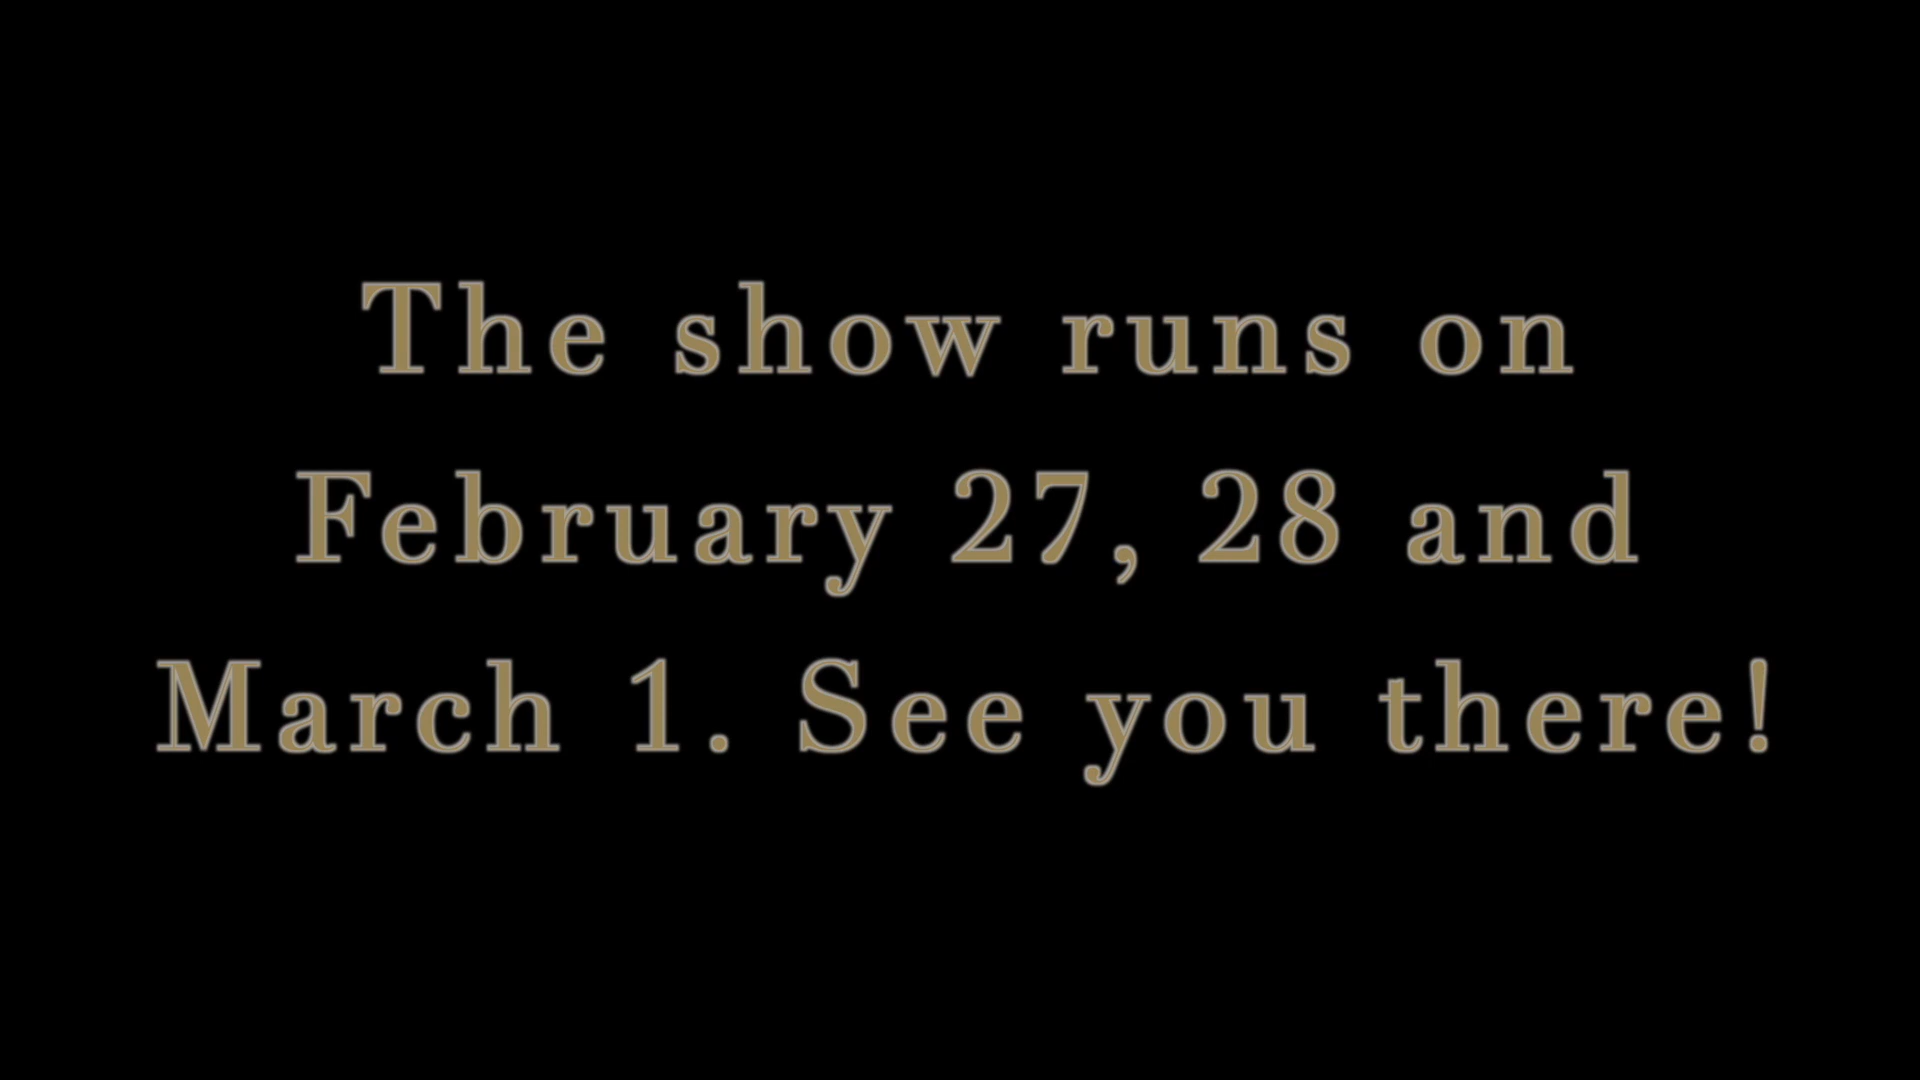 The show runs on
February 27, 28 and
March 1. See you there!